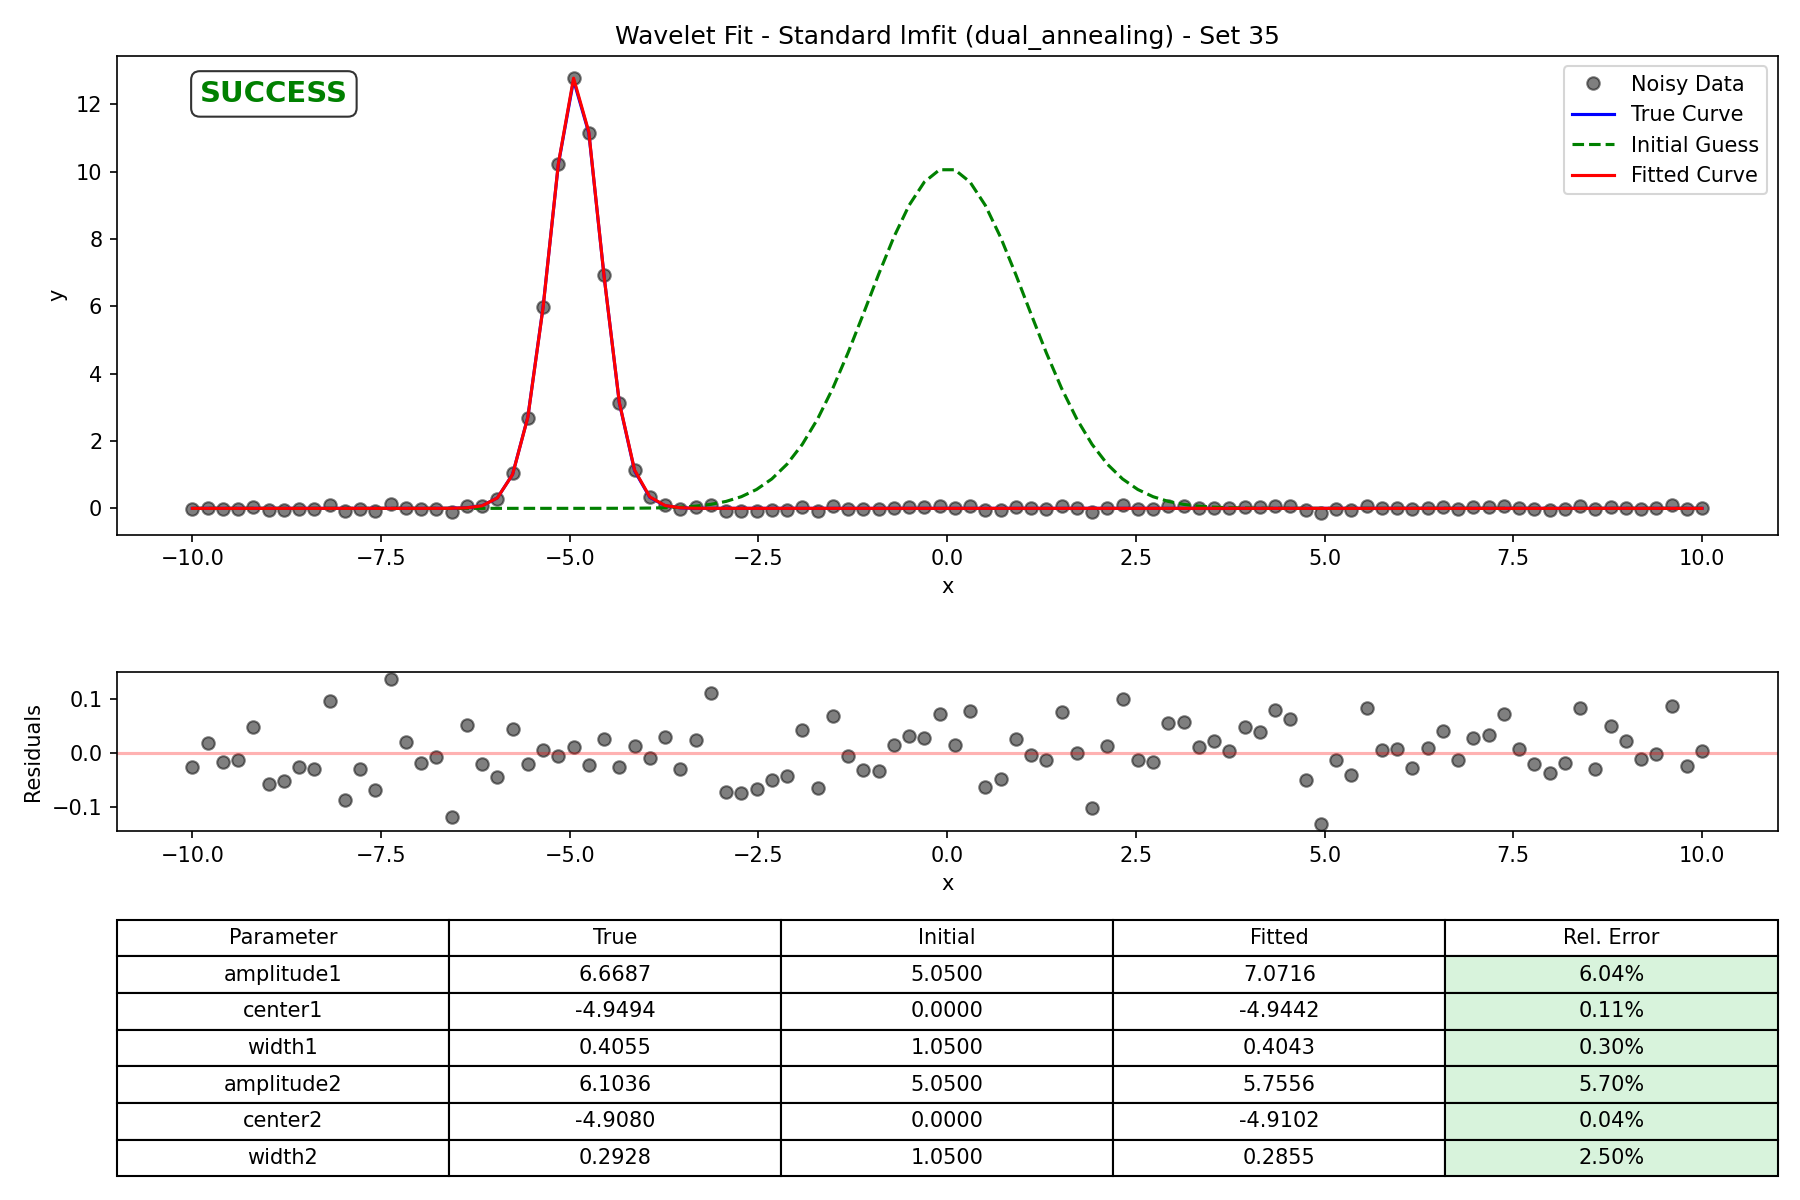 Wavelet Fit - Standard lmfit (dual_annealing) - Set 35
SUCCESS
Noisy Data
True Curve
Initial Guess
Fitted Curve
y
12
10
8
6
4
2
0
−10.0 −7.5 −5.0 −2.5 0.0 2.5 5.0 7.5 10.0
x
Residuals
0.1
0.0
−0.1
−10.0 −7.5 −5.0 −2.5 0.0 2.5 5.0 7.5 10.0
x
Parameter True Initial Fitted Rel. Error
amplitude1 6.6687 5.0500 7.0716 6.04%
center1 -4.9494 0.0000 -4.9442 0.11%
width1 0.4055 1.0500 0.4043 0.30%
amplitude2 6.1036 5.0500 5.7556 5.70%
center2 -4.9080 0.0000 -4.9102 0.04%
width2 0.2928 1.0500 0.2855 2.50%